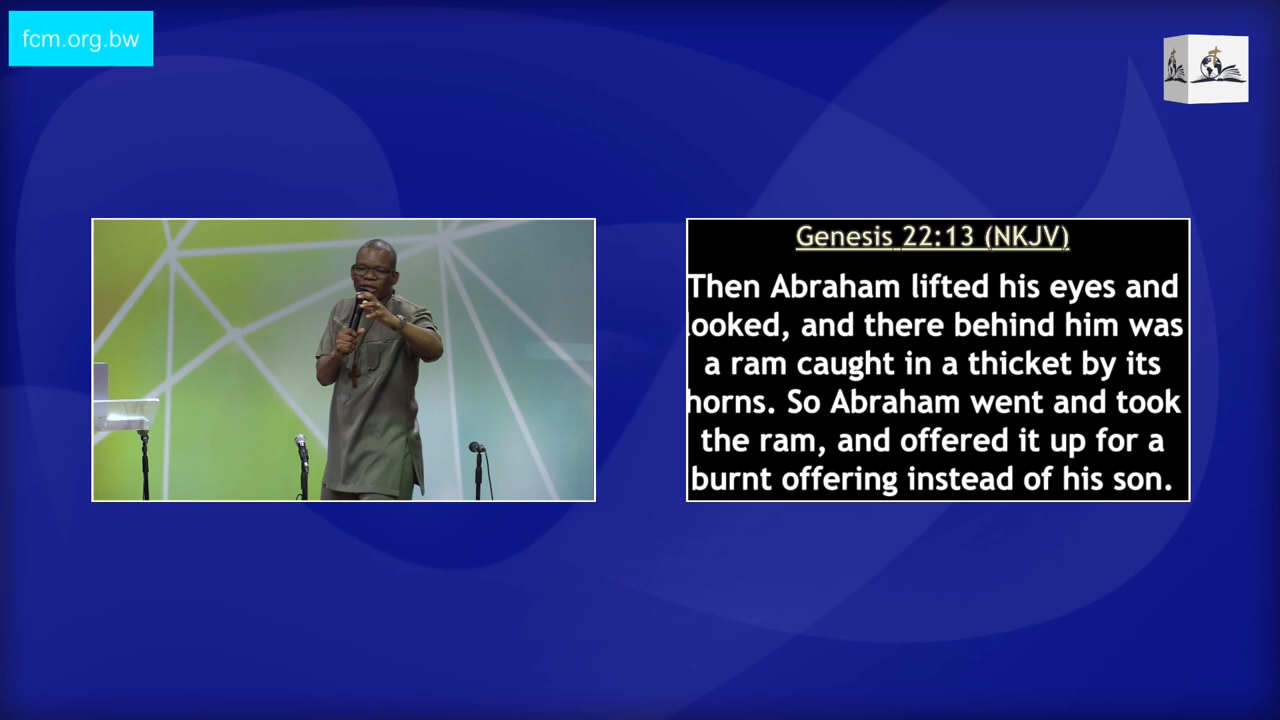 fcm.org.bw
Genesis 22:13 (NKJV)
Then Abraham lifted his eyes and
looked, and there behind him was
a ram caught in a thicket by its
horns. So Abraham went and took
the ram, and offered it up for a
burnt offering instead of his son.